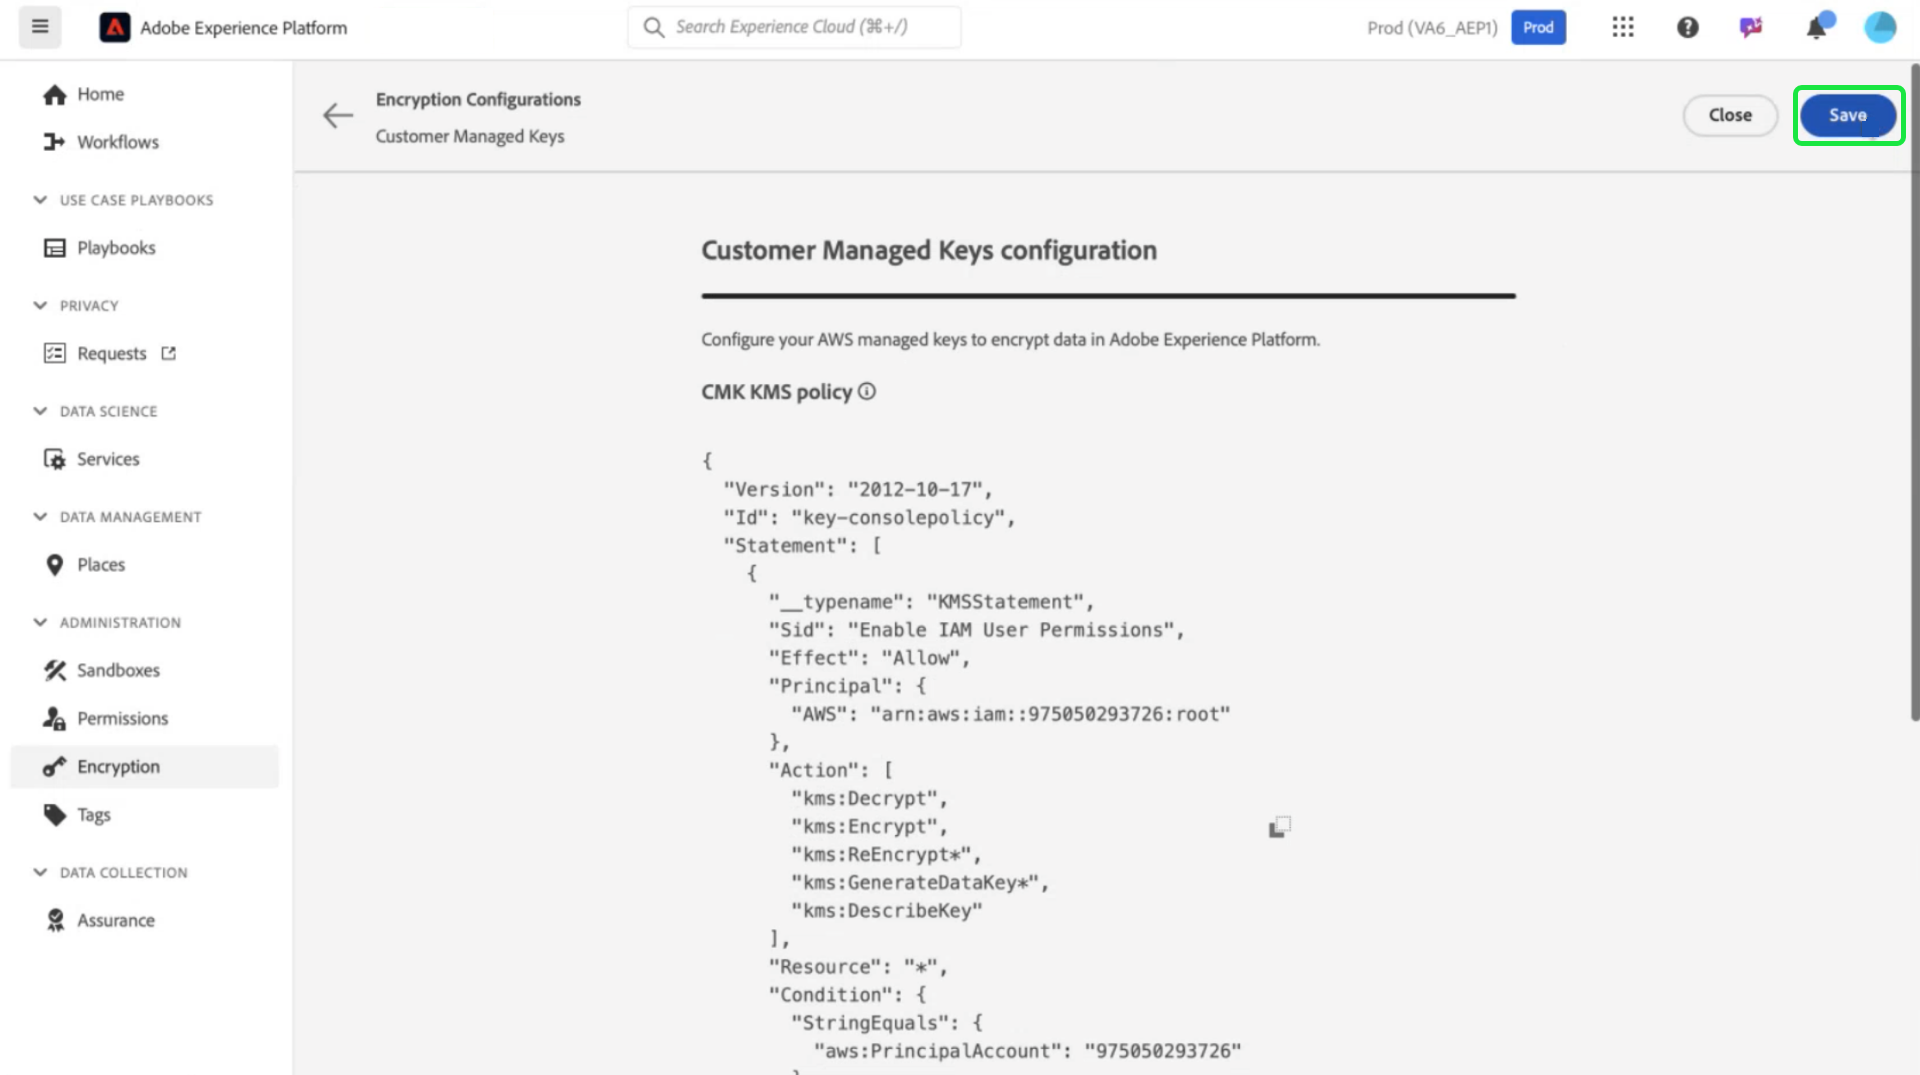 Adobe Experience Platform
Search Experience Cloud (⌘+/)
Prod (VA6_AEP1)
Prod
Home
Workflows
USE CASE PLAYBOOKS
Playbooks
PRIVACY
Requests
DATA SCIENCE
Services
DATA MANAGEMENT
Places
ADMINISTRATION
Sandboxes
Permissions
Encryption
Tags
DATA COLLECTION
Assurance
Encryption Configurations
Customer Managed Keys
Close
Save
Customer Managed Keys configuration
Configure your AWS managed keys to encrypt data in Adobe Experience Platform.
CMK KMS policy
{
"Version": "2012-10-17",
"Id": "key-consolepolicy",
"Statement": [
{
"__typename": "KMSStatement",
"Sid": "Enable IAM User Permissions",
"Effect": "Allow",
"Principal": {
"AWS": "arn:aws:iam::975050293726:root"
},
"Action": [
"kms:Decrypt",
"kms:Encrypt",
"kms:ReEncrypt*",
"kms:GenerateDataKey*",
"kms:DescribeKey"
],
"Resource": "*",
"Condition": {
"StringEquals": {
"aws:PrincipalAccount": "975050293726"
}